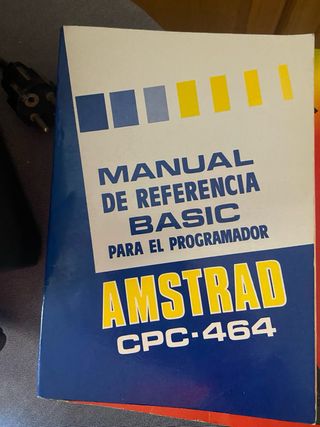 MANUAL
DE REFERENCIA
BASIC
PARA EL PROGRAMADOR
AMSTRAD
CPC·464